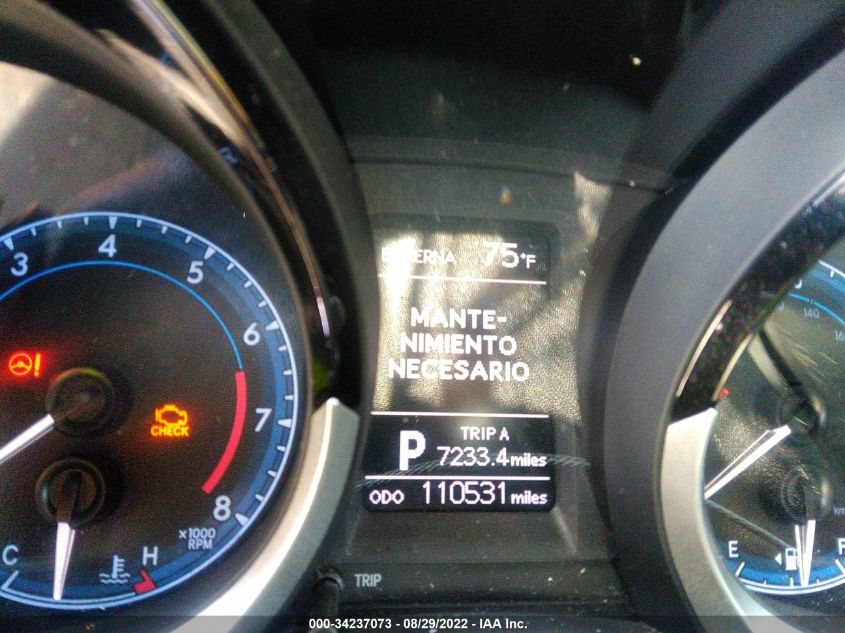 75°F
MANTE-
NIMIENTO
NECESARIO
P
TRIP A
7233.4 miles
ODO 110531 miles
3 4 5 6 7 8
x1000
RPM
!
CHECK
C H
TRIP
140
E F
000-34237073 - 08/29/2022 - IAA Inc.